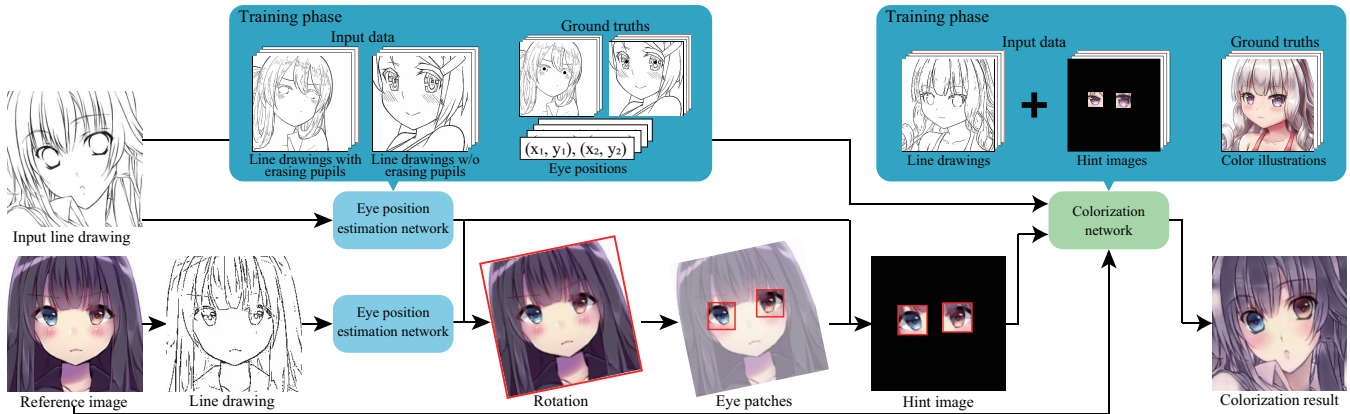 Training phase
Input data
Ground truths
Line drawings with
erasing pupils
Line drawings w/o
erasing pupils
(x₁, y₁), (x₂, y₂)
Eye positions
Training phase
Input data
Ground truths
Line drawings
Hint images
Color illustrations
Input line drawing
Eye position
estimation network
Colorization
network
Eye position
estimation network
Reference image
Line drawing
Rotation
Eye patches
Hint image
Colorization result